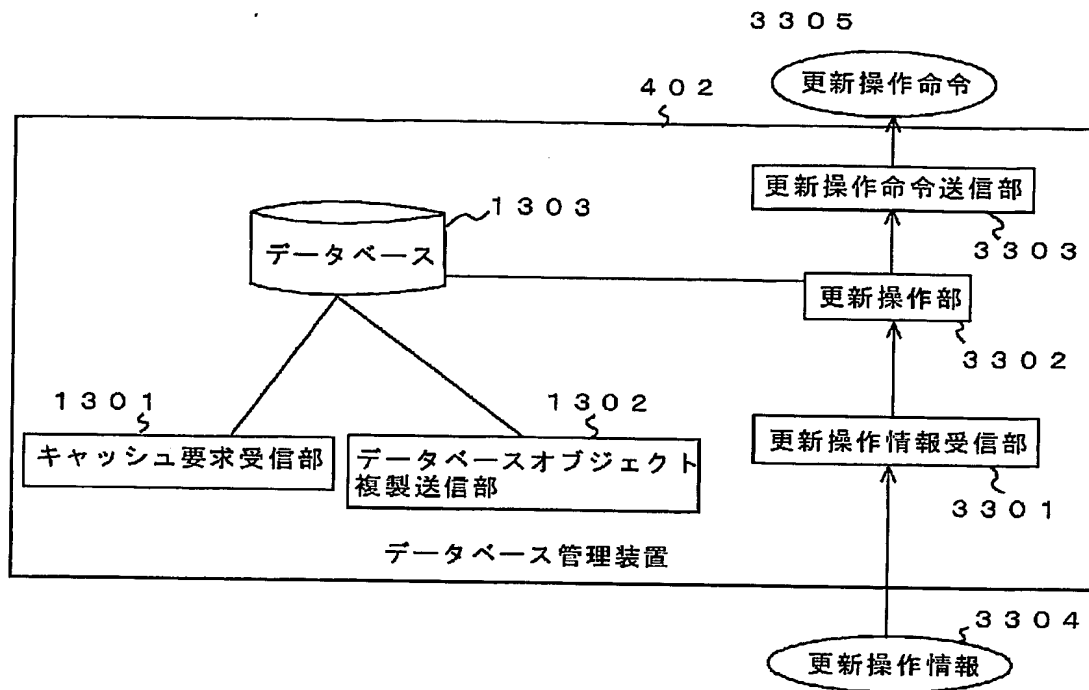 3305
更新操作命令
402
更新操作命令送信部
1303
3303
データベース
更新操作部
3302
1301
1302
更新操作情報受信部
キャッシュ要求受信部
データベースオブジェクト
複製送信部
3301
データベース管理装置
3304
更新操作情報